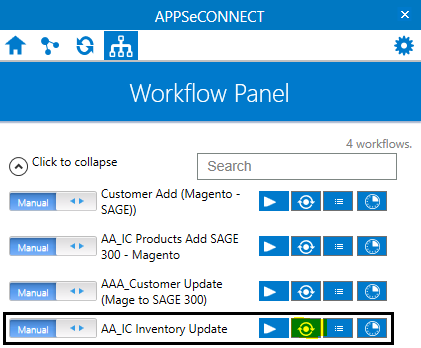 APPSeCONNECT
×
Workflow Panel
4 workflows.
Click to collapse
Search
Manual
Customer Add (Magento -
SAGE))
Manual
AA_IC Products Add SAGE
300 - Magento
Manual
AAA_Customer Update
(Mage to SAGE 300)
Manual
AA_IC Inventory Update